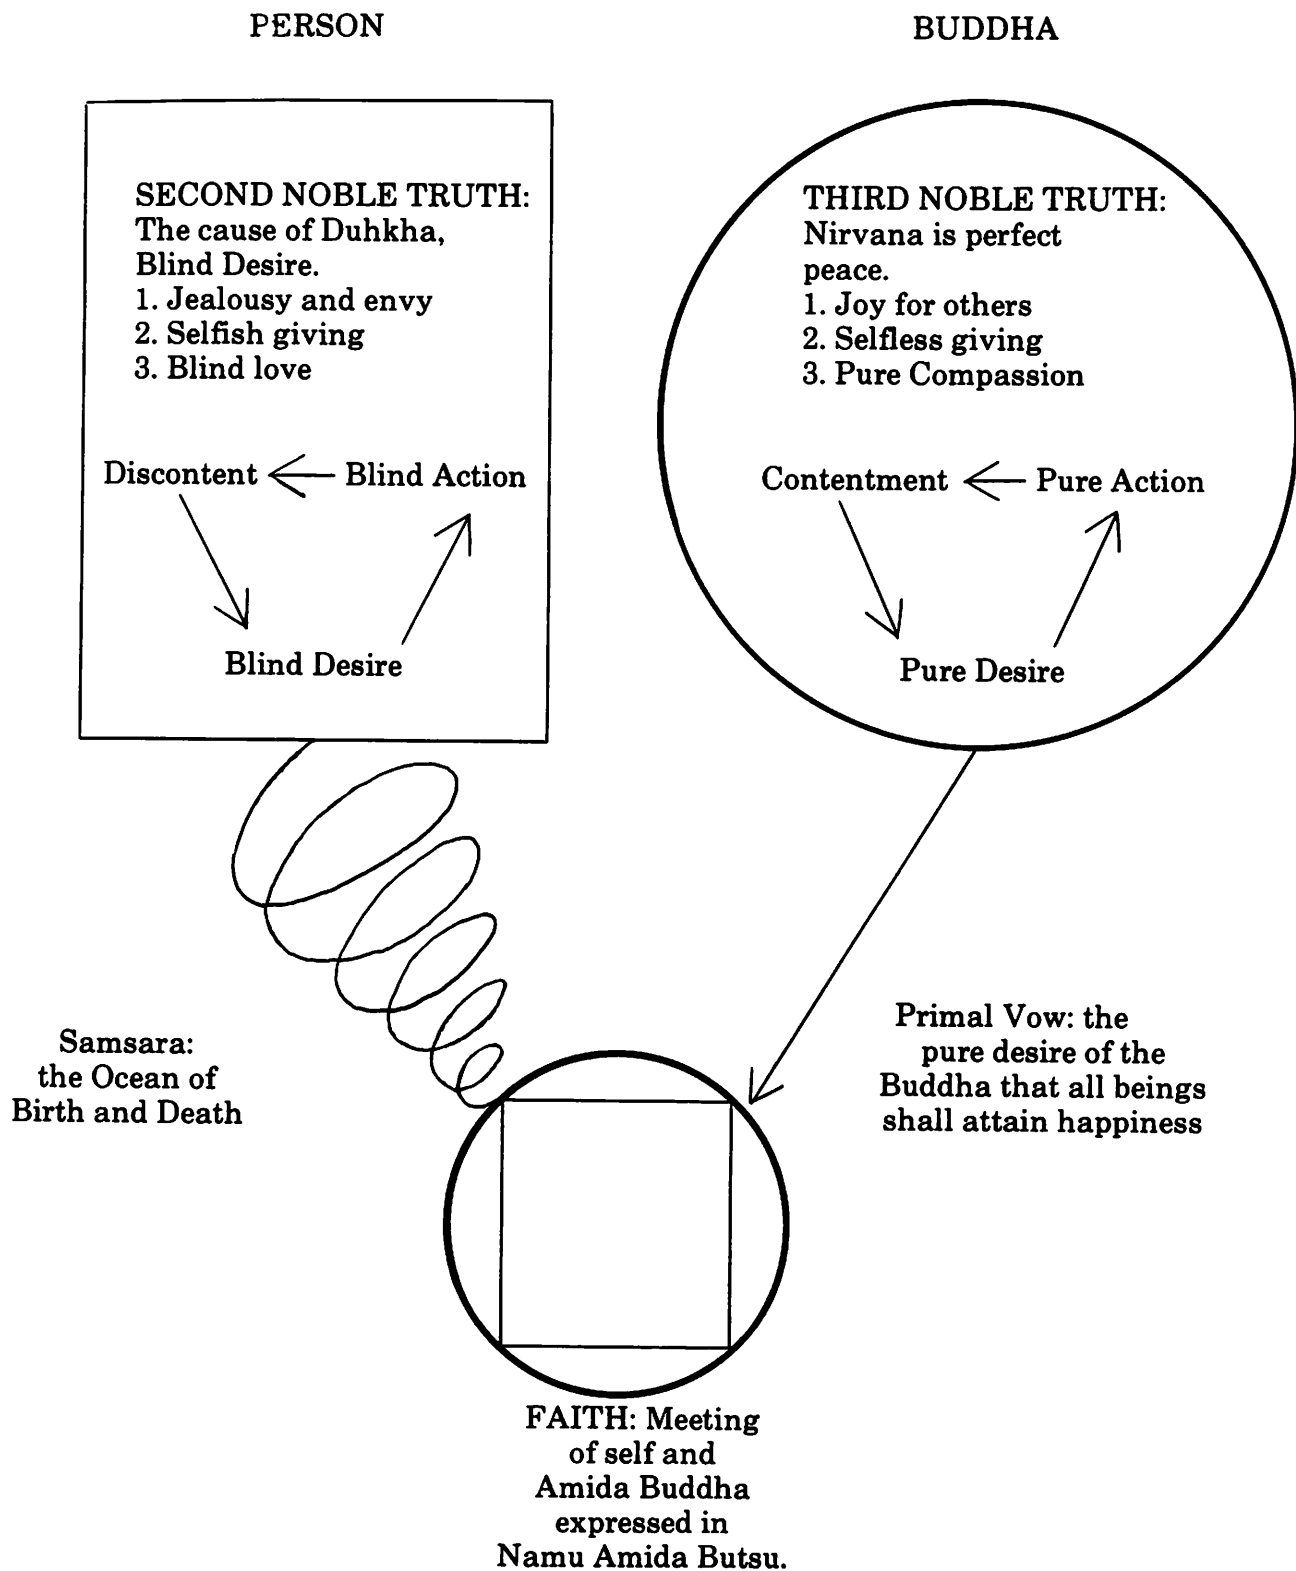 PERSON
BUDDHA
SECOND NOBLE TRUTH:
The cause of Duhkha,
Blind Desire.
1. Jealousy and envy
2. Selfish giving
3. Blind love
Discontent
Blind Action
Blind Desire
THIRD NOBLE TRUTH:
Nirvana is perfect
peace.
1. Joy for others
2. Selfless giving
3. Pure Compassion
Contentment
Pure Action
Pure Desire
Samsara:
the Ocean of
Birth and Death
Primal Vow: the
pure desire of the
Buddha that all beings
shall attain happiness
FAITH: Meeting
of self and
Amida Buddha
expressed in
Namu Amida Butsu.